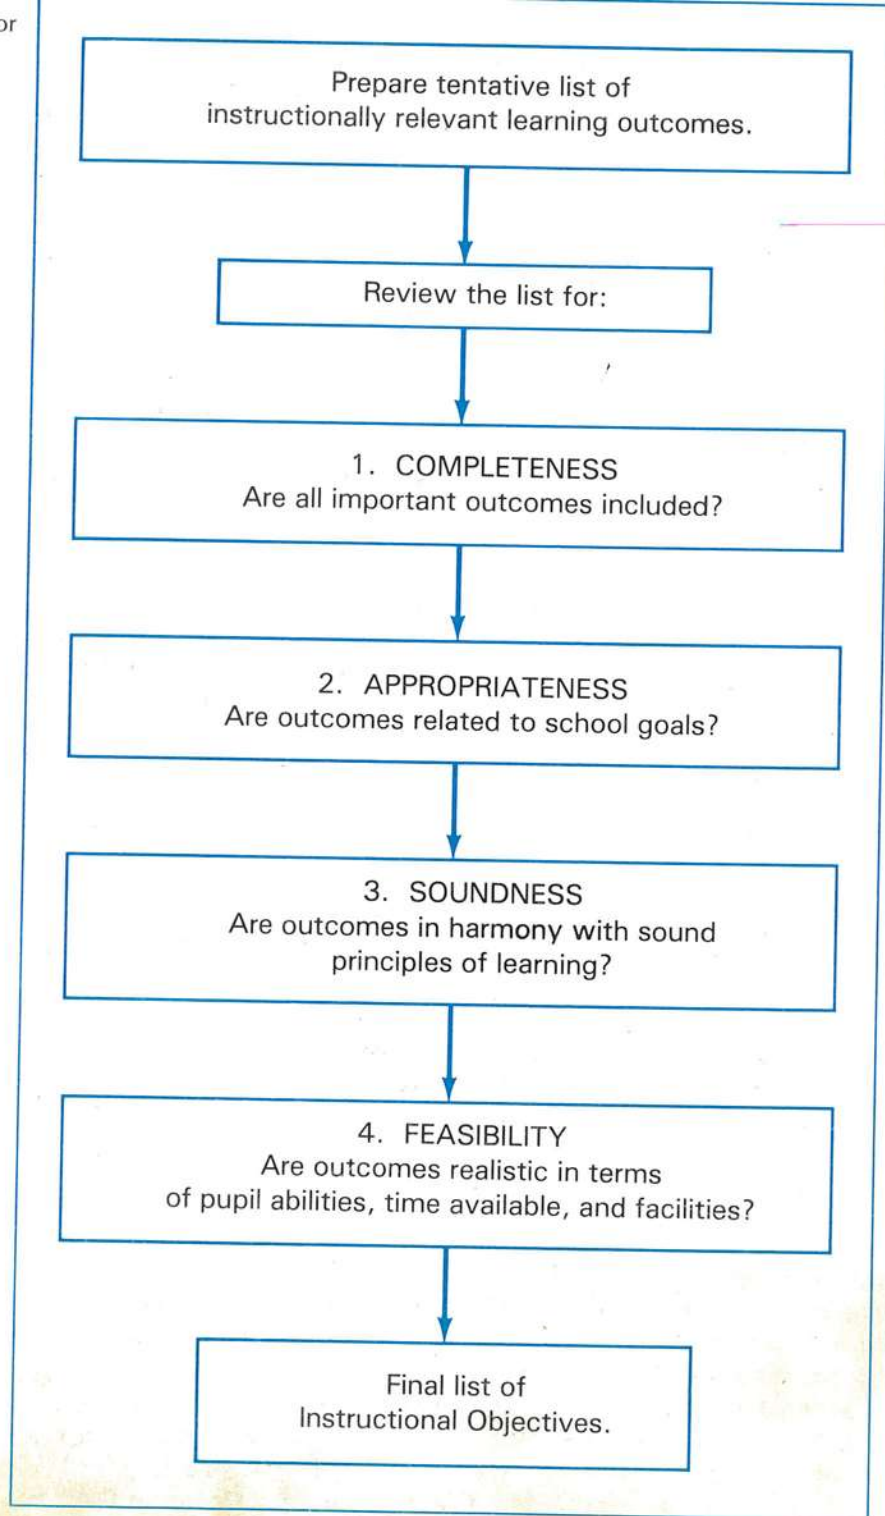 or
Prepare tentative list of
instructionally relevant learning outcomes.
Review the list for:
1. COMPLETENESS
Are all important outcomes included?
2. APPROPRIATENESS
Are outcomes related to school goals?
3. SOUNDNESS
Are outcomes in harmony with sound
principles of learning?
4. FEASIBILITY
Are outcomes realistic in terms
of pupil abilities, time available, and facilities?
Final list of
Instructional Objectives.